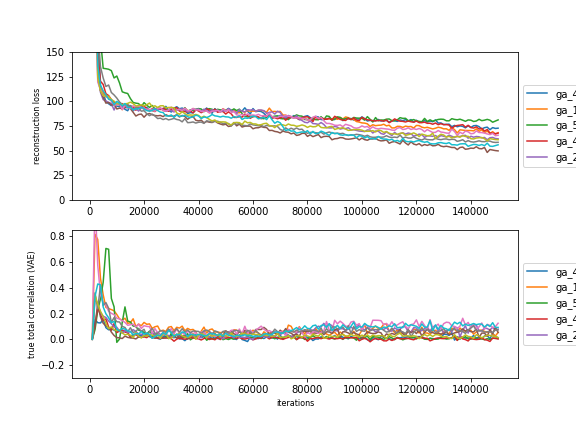 150
125
100
75
50
25
0
reconstruction loss
0 20000 40000 60000 80000 100000 120000 140000
ga_4
ga_1
ga_5
ga_4
ga_2
0.8
0.6
0.4
0.2
0.0
−0.2
true total correlation (VAE)
0 20000 40000 60000 80000 100000 120000 140000
iterations
ga_4
ga_1
ga_5
ga_4
ga_2